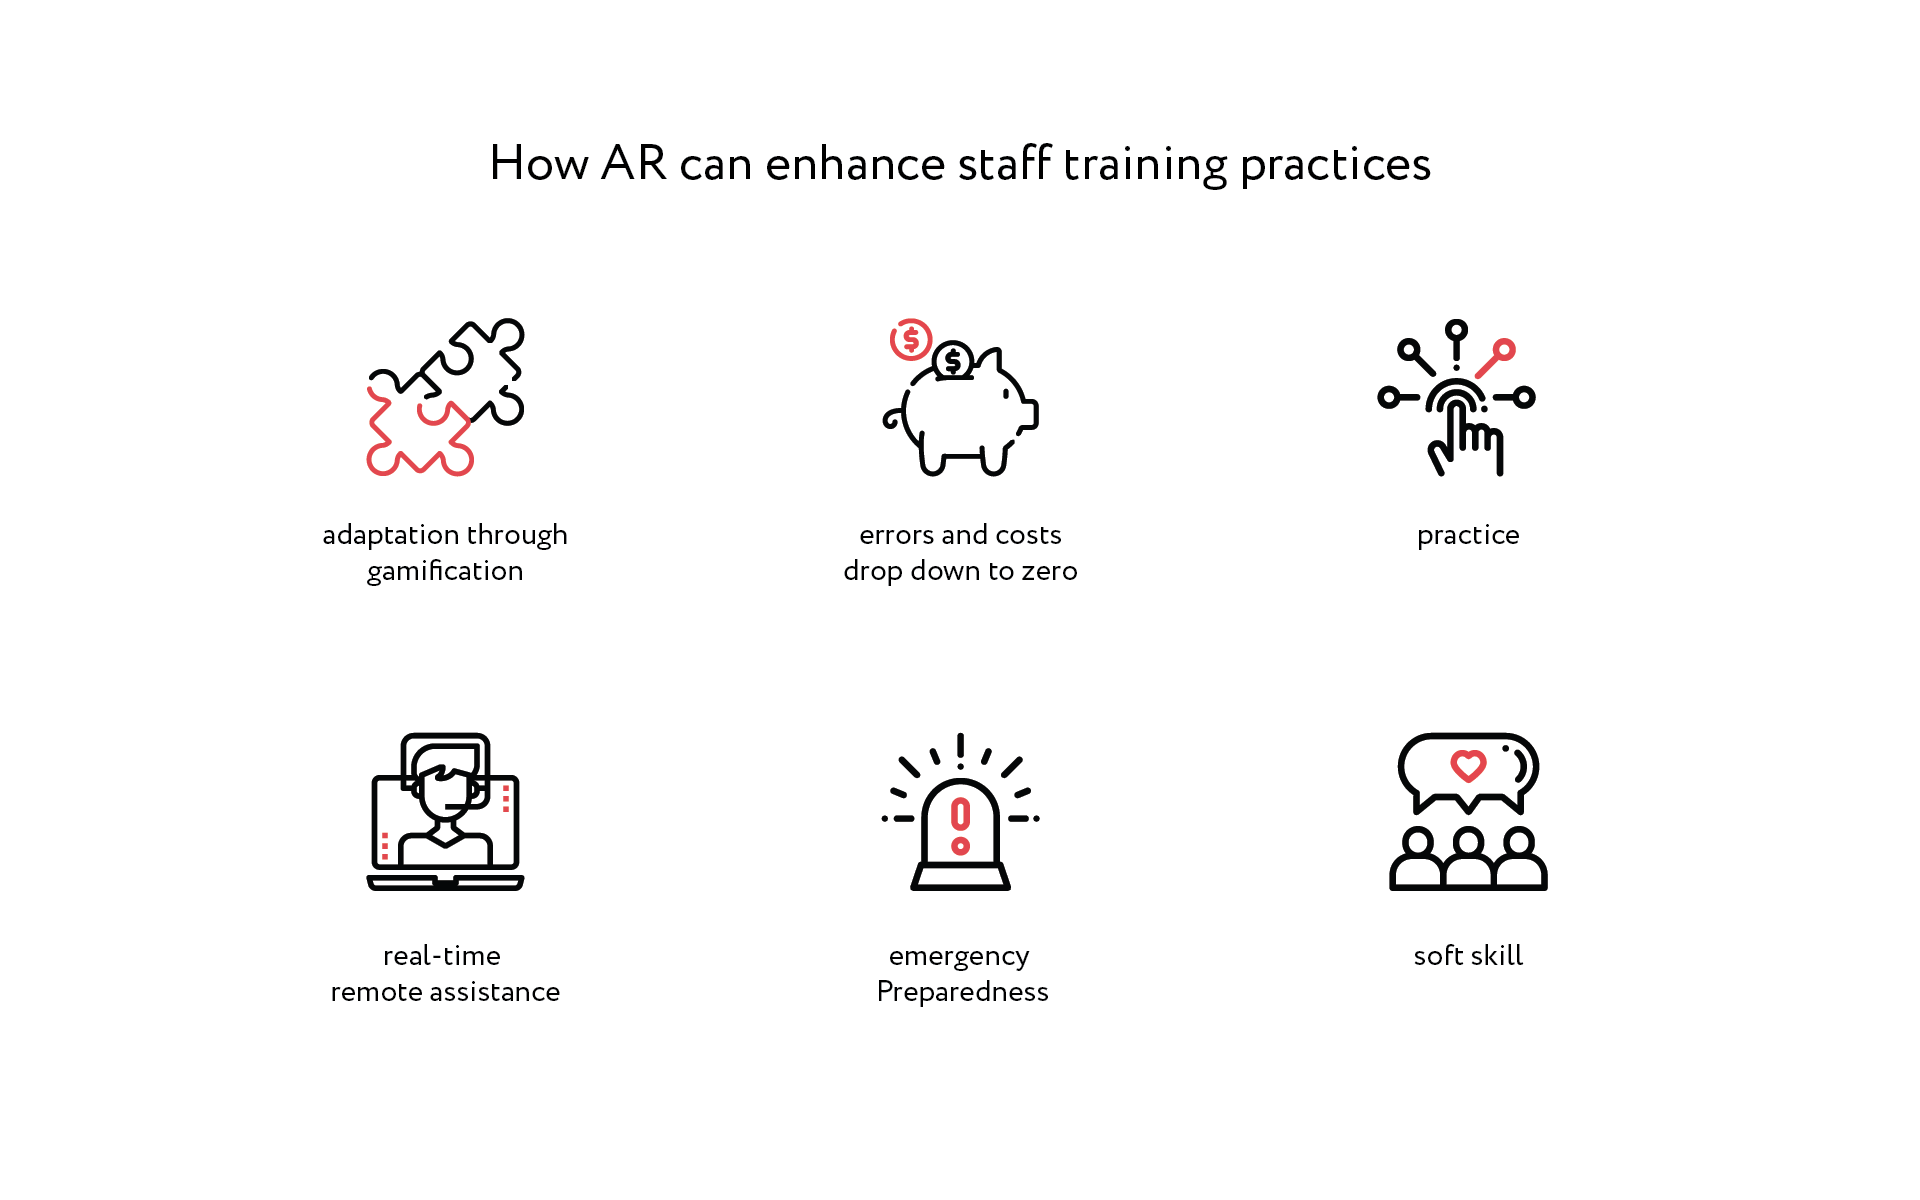 How AR can enhance staff training practices
adaptation through
gamification
errors and costs
drop down to zero
practice
real-time
remote assistance
emergency
Preparedness
soft skill